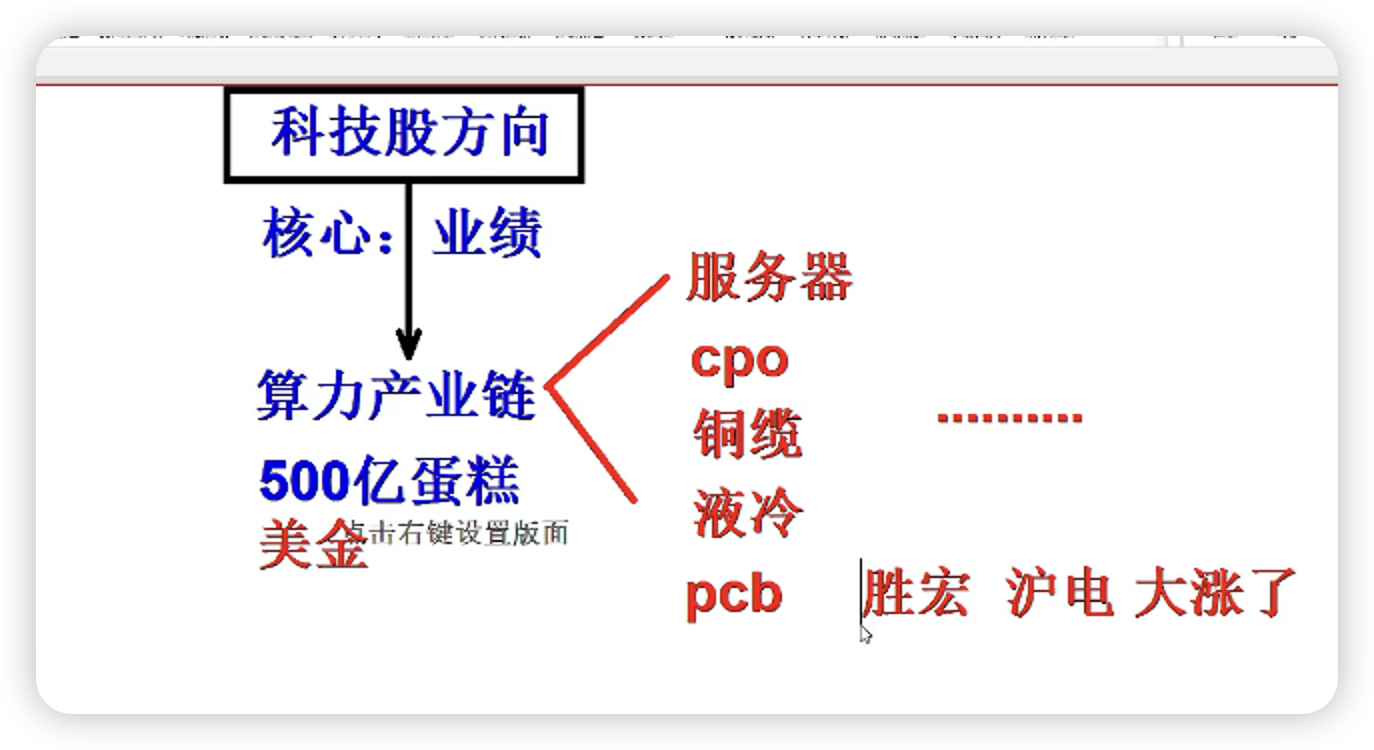 科技股方向
核心：业绩
算力产业链
500亿蛋糕
美金
点击右键设置版面
服务器
cpo
铜缆
..........
液冷
pcb 胜宏 沪电 大涨了